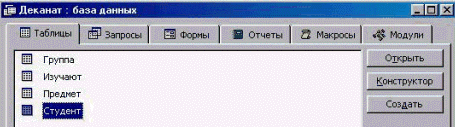 Деканат : база данных
Таблицы Запросы Формы Отчеты Макросы Модули
Группа
Изучают
Предмет
Студент
Открыть
Конструктор
Создать